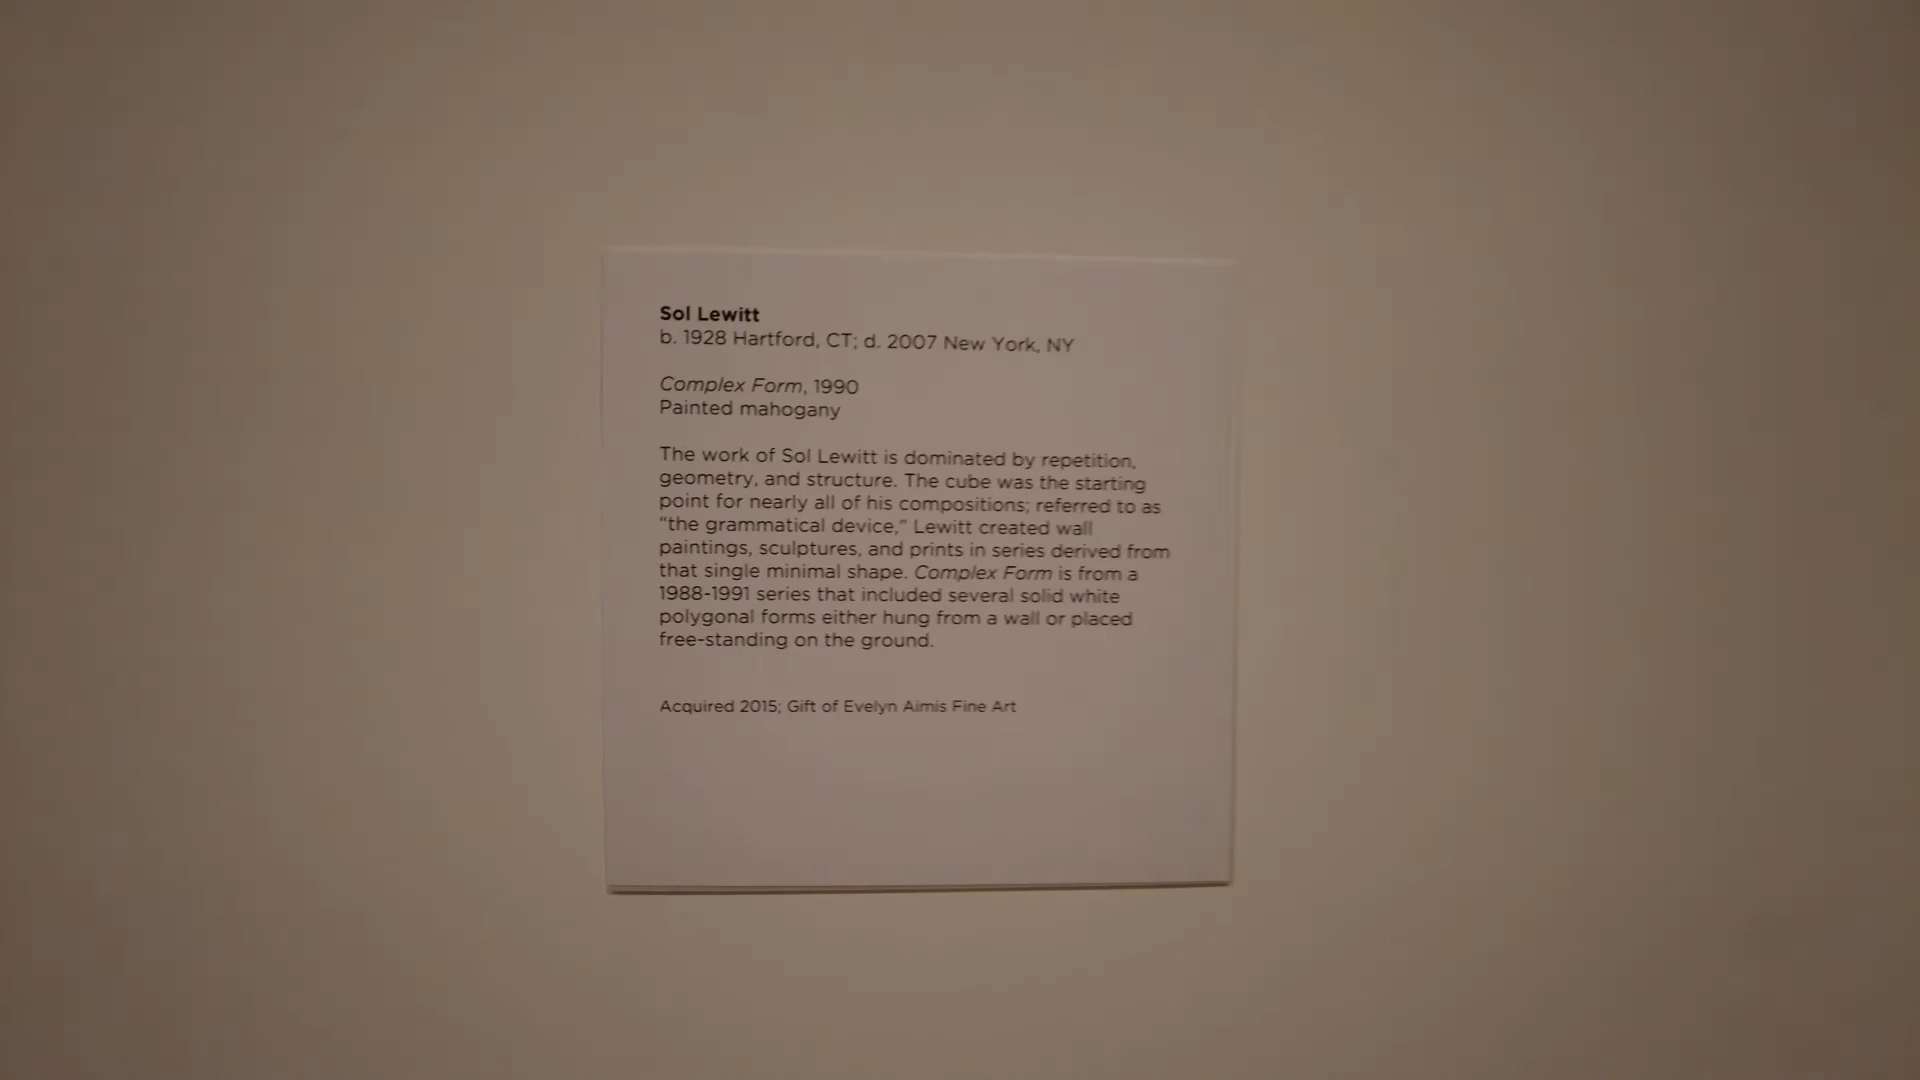 Sol Lewitt
b. 1928 Hartford, CT; d. 2007 New York, NY
Complex Form, 1990
Painted mahogany
The work of Sol Lewitt is dominated by repetition,
geometry, and structure. The cube was the starting
point for nearly all of his compositions; referred to as
“the grammatical device,” Lewitt created wall
paintings, sculptures, and prints in series derived from
that single minimal shape. Complex Form is from a
1988-1991 series that included several solid white
polygonal forms either hung from a wall or placed
free-standing on the ground.
Acquired 2015; Gift of Evelyn Aimis Fine Art